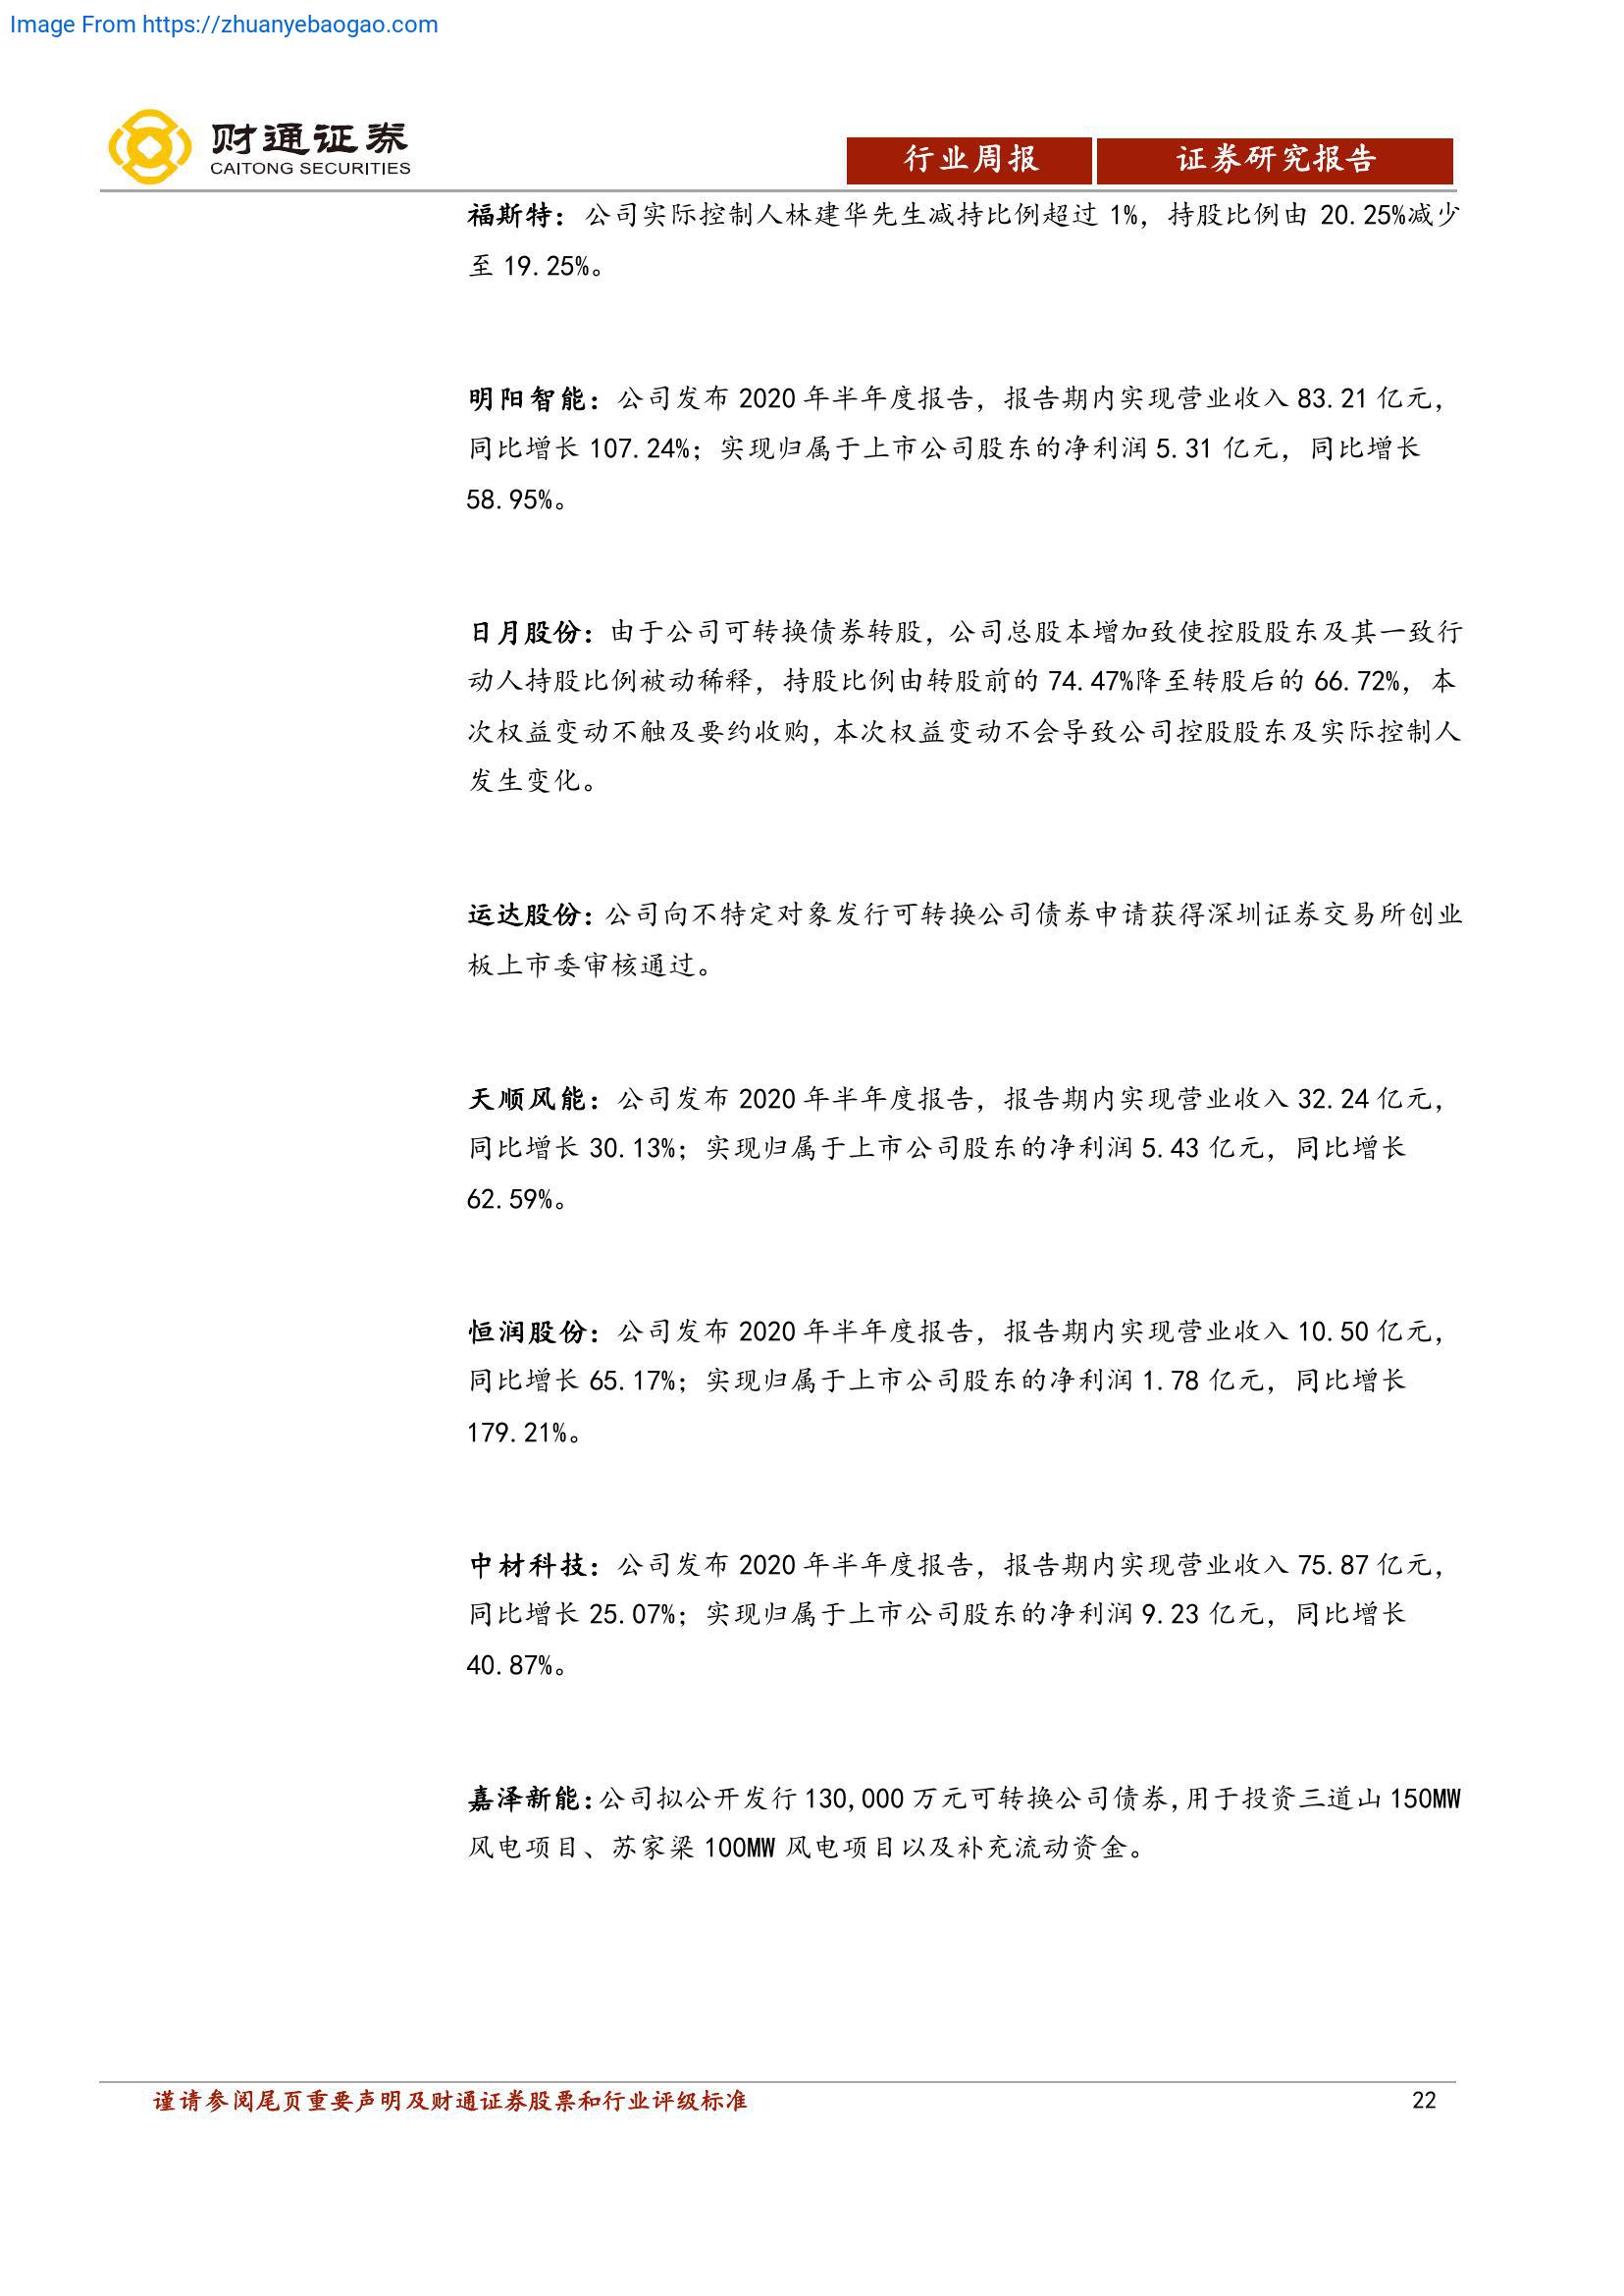 Image From https://zhuanyebaogao.com
财通证券
CAITONG SECURITIES
行业周报 证券研究报告
福斯特：公司实际控制人林建华先生减持比例超过 1%，持股比例由 20.25%减少
至 19.25%。
明阳智能：公司发布 2020 年半年度报告，报告期内实现营业收入 83.21 亿元，
同比增长 107.24%；实现归属于上市公司股东的净利润 5.31 亿元，同比增长
58.95%。
日月股份：由于公司可转换债券转股，公司总股本增加致使控股股东及其一致行
动人持股比例被动稀释，持股比例由转股前的 74.47%降至转股后的 66.72%，本
次权益变动不触及要约收购，本次权益变动不会导致公司控股股东及实际控制人
发生变化。
运达股份：公司向不特定对象发行可转换公司债券申请获得深圳证券交易所创业
板上市委审核通过。
天顺风能：公司发布 2020 年半年度报告，报告期内实现营业收入 32.24 亿元，
同比增长 30.13%；实现归属于上市公司股东的净利润 5.43 亿元，同比增长
62.59%。
恒润股份：公司发布 2020 年半年度报告，报告期内实现营业收入 10.50 亿元，
同比增长 65.17%；实现归属于上市公司股东的净利润 1.78 亿元，同比增长
179.21%。
中材科技：公司发布 2020 年半年度报告，报告期内实现营业收入 75.87 亿元，
同比增长 25.07%；实现归属于上市公司股东的净利润 9.23 亿元，同比增长
40.87%。
嘉泽新能：公司拟公开发行 130,000 万元可转换公司债券，用于投资三道山 150MW
风电项目、苏家梁 100MW 风电项目以及补充流动资金。
谨请参阅尾页重要声明及财通证券股票和行业评级标准 22